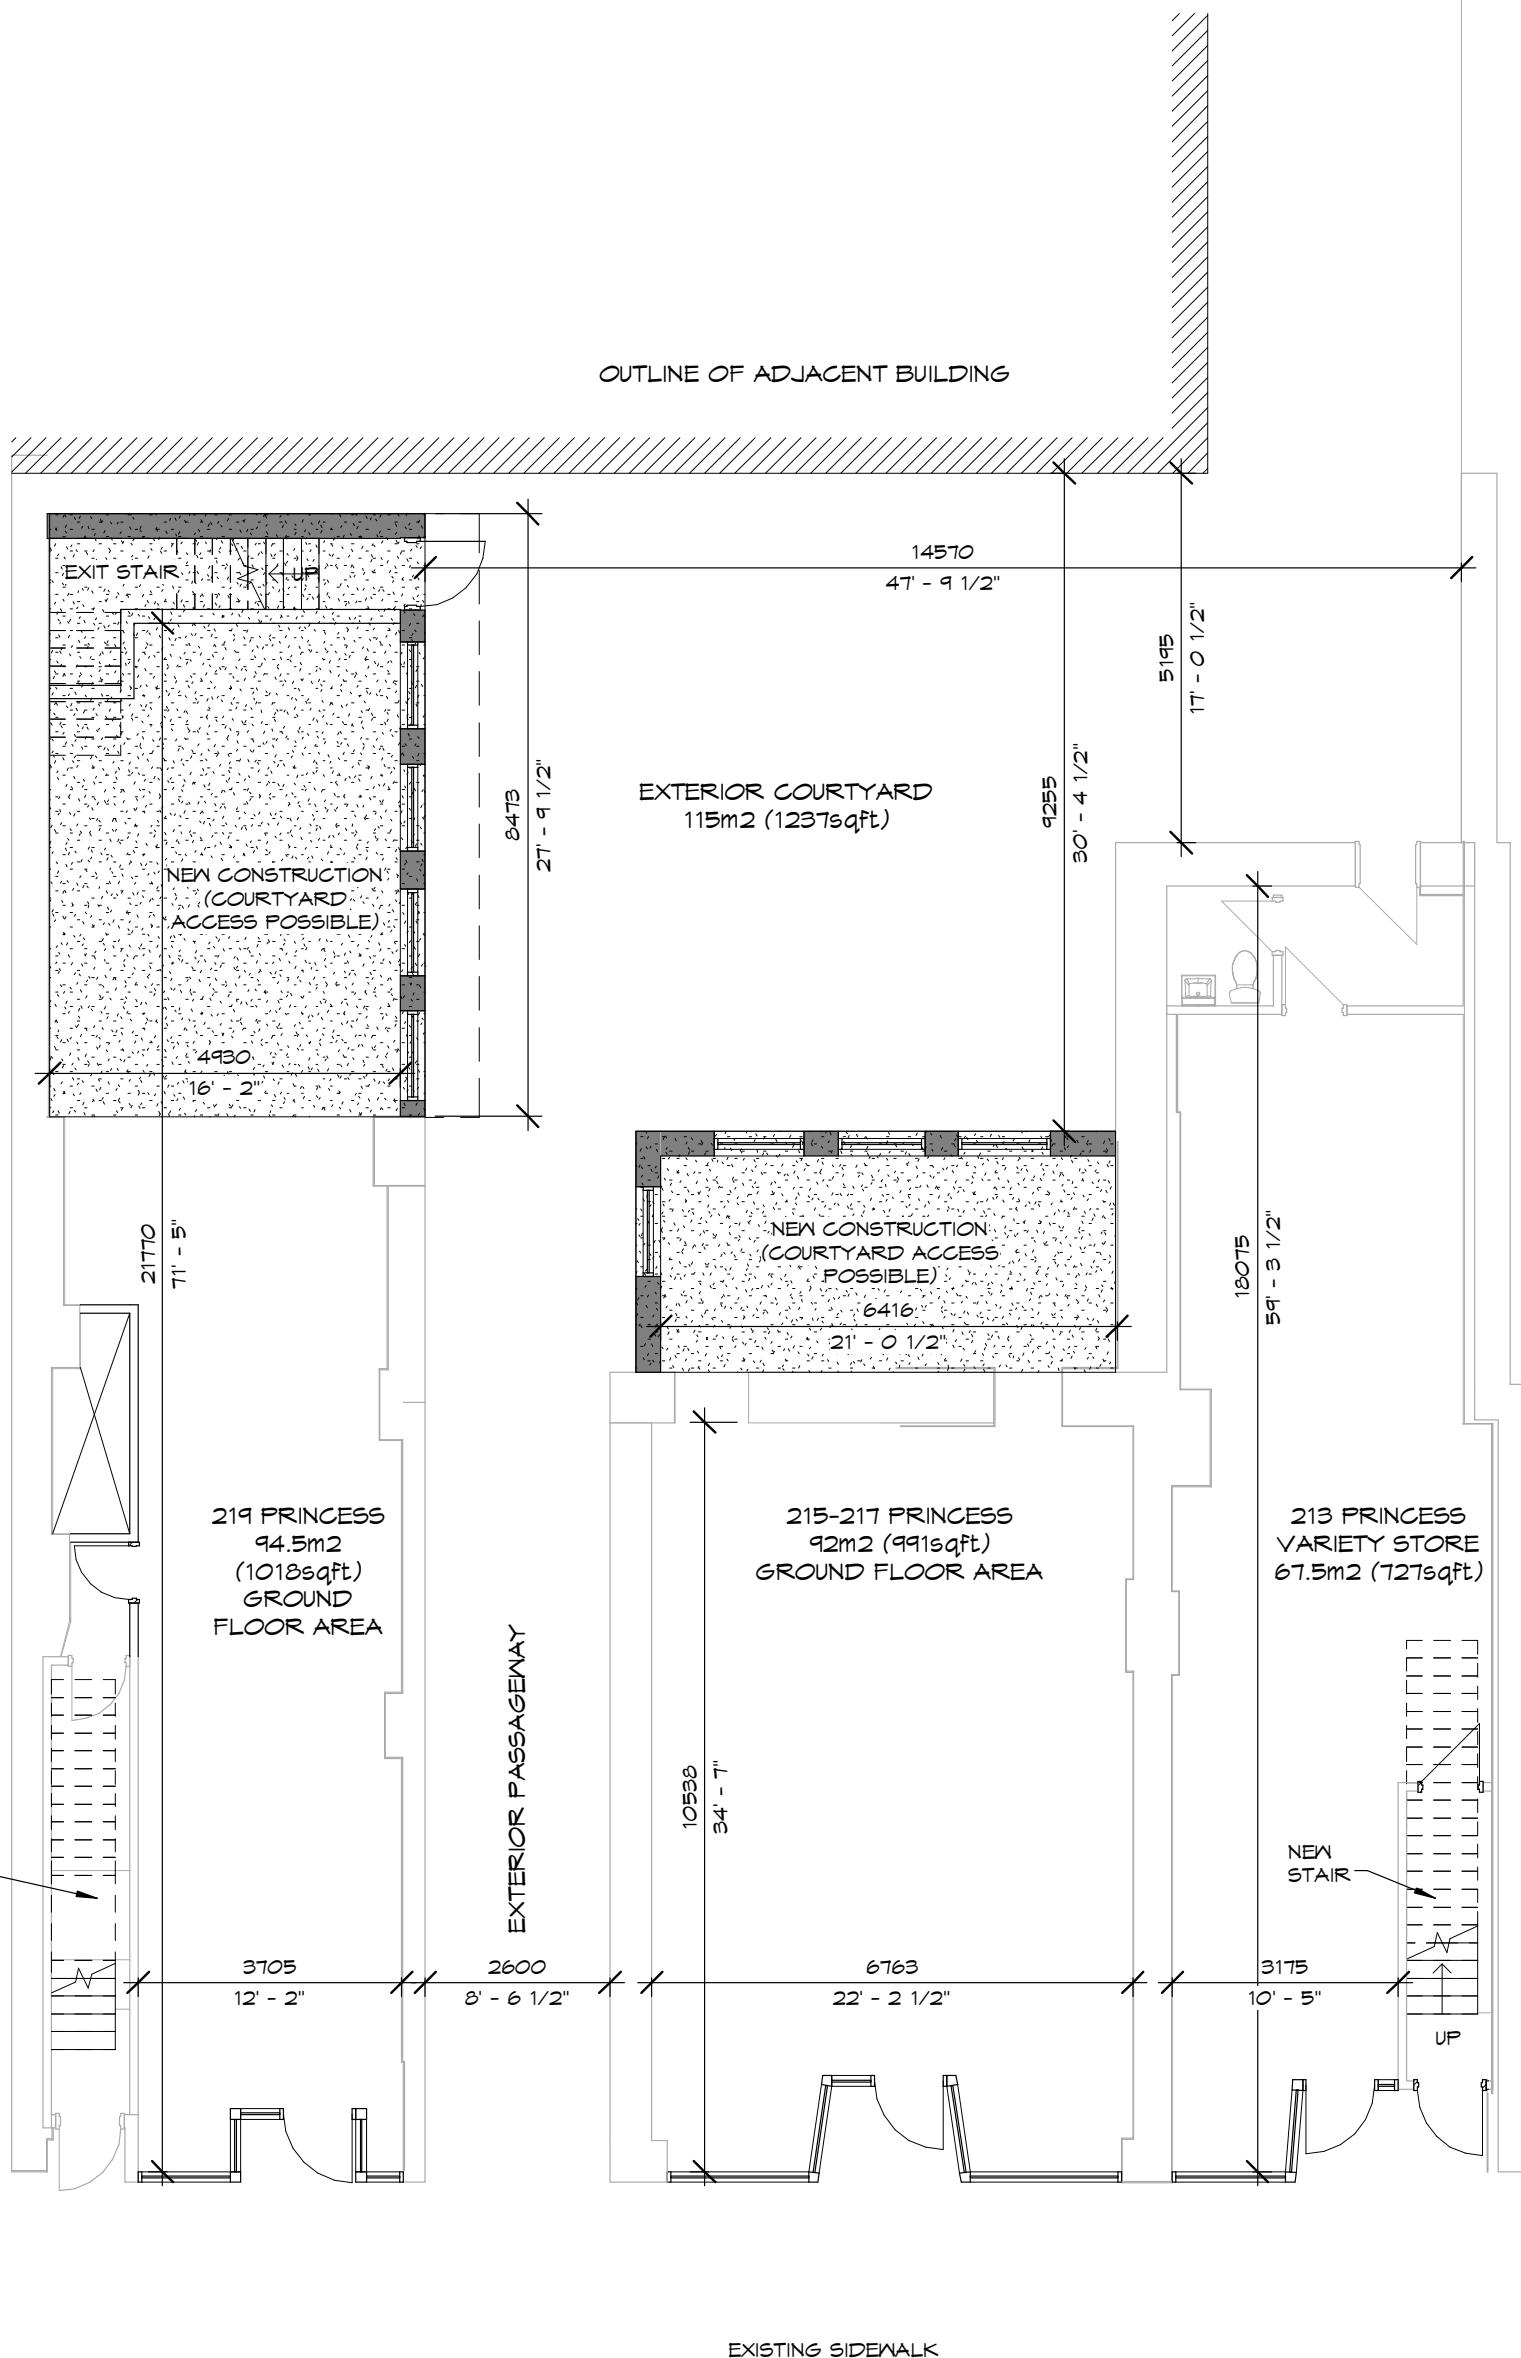 OUTLINE OF ADJACENT BUILDING
EXIT STAIR
UP
14570
47' - 9 1/2"
5195
17' - 0 1/2"
8473
27' - 9 1/2"
EXTERIOR COURTYARD
115m2 (1237sqft)
9255
30' - 4 1/2"
NEW CONSTRUCTION
(COURTYARD
ACCESS POSSIBLE)
4930
16' - 2"
21770
71' - 5"
NEW CONSTRUCTION
(COURTYARD ACCESS
POSSIBLE)
6416
21' - 0 1/2"
18075
59' - 3 1/2"
219 PRINCESS
94.5m2
(1018sqft)
GROUND
FLOOR AREA
215-217 PRINCESS
92m2 (991sqft)
GROUND FLOOR AREA
213 PRINCESS
VARIETY STORE
67.5m2 (727sqft)
EXTERIOR PASSAGEWAY
10538
34' - 7"
NEW
STAIR
3705
12' - 2"
2600
8' - 6 1/2"
6763
22' - 2 1/2"
3175
10' - 5"
UP
EXISTING SIDEWALK